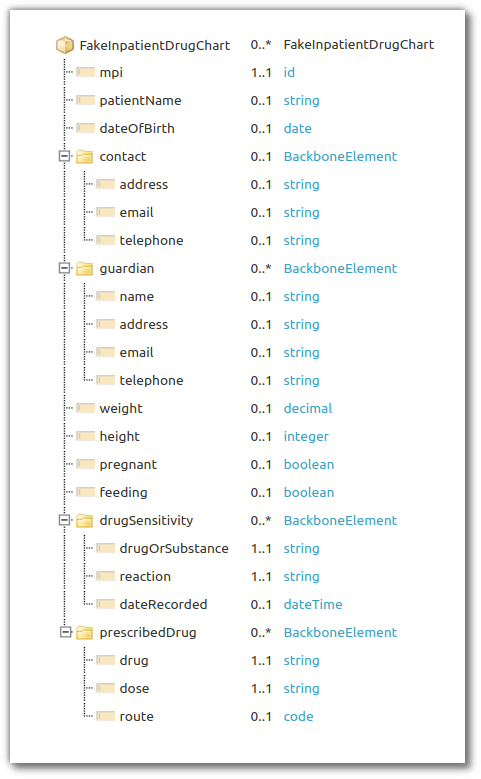 FakeInpatientDrugChart 0..* FakeInpatientDrugChart
mpi 1..1 id
patientName 0..1 string
dateOfBirth 0..1 date
contact 0..1 BackboneElement
address 0..1 string
email 0..1 string
telephone 0..1 string
guardian 0..* BackboneElement
name 0..1 string
address 0..1 string
email 0..1 string
telephone 0..1 string
weight 0..1 decimal
height 0..1 integer
pregnant 0..1 boolean
feeding 0..1 boolean
drugSensitivity 0..* BackboneElement
drugOrSubstance 1..1 string
reaction 1..1 string
dateRecorded 0..1 dateTime
prescribedDrug 0..* BackboneElement
drug 1..1 string
dose 1..1 string
route 0..1 code